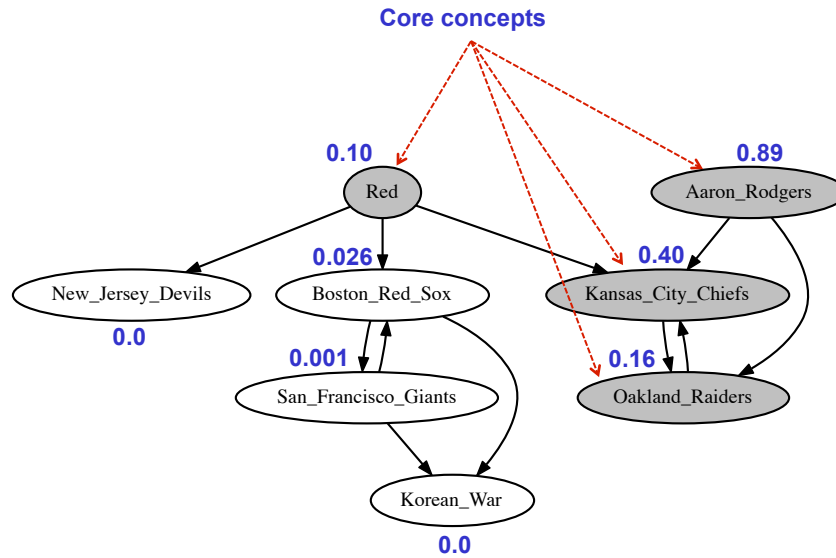 Core concepts
0.10
0.89
Red
Aaron_Rodgers
0.026
0.40
New_Jersey_Devils
Boston_Red_Sox
Kansas_City_Chiefs
0.0
0.001
0.16
San_Francisco_Giants
Oakland_Raiders
Korean_War
0.0